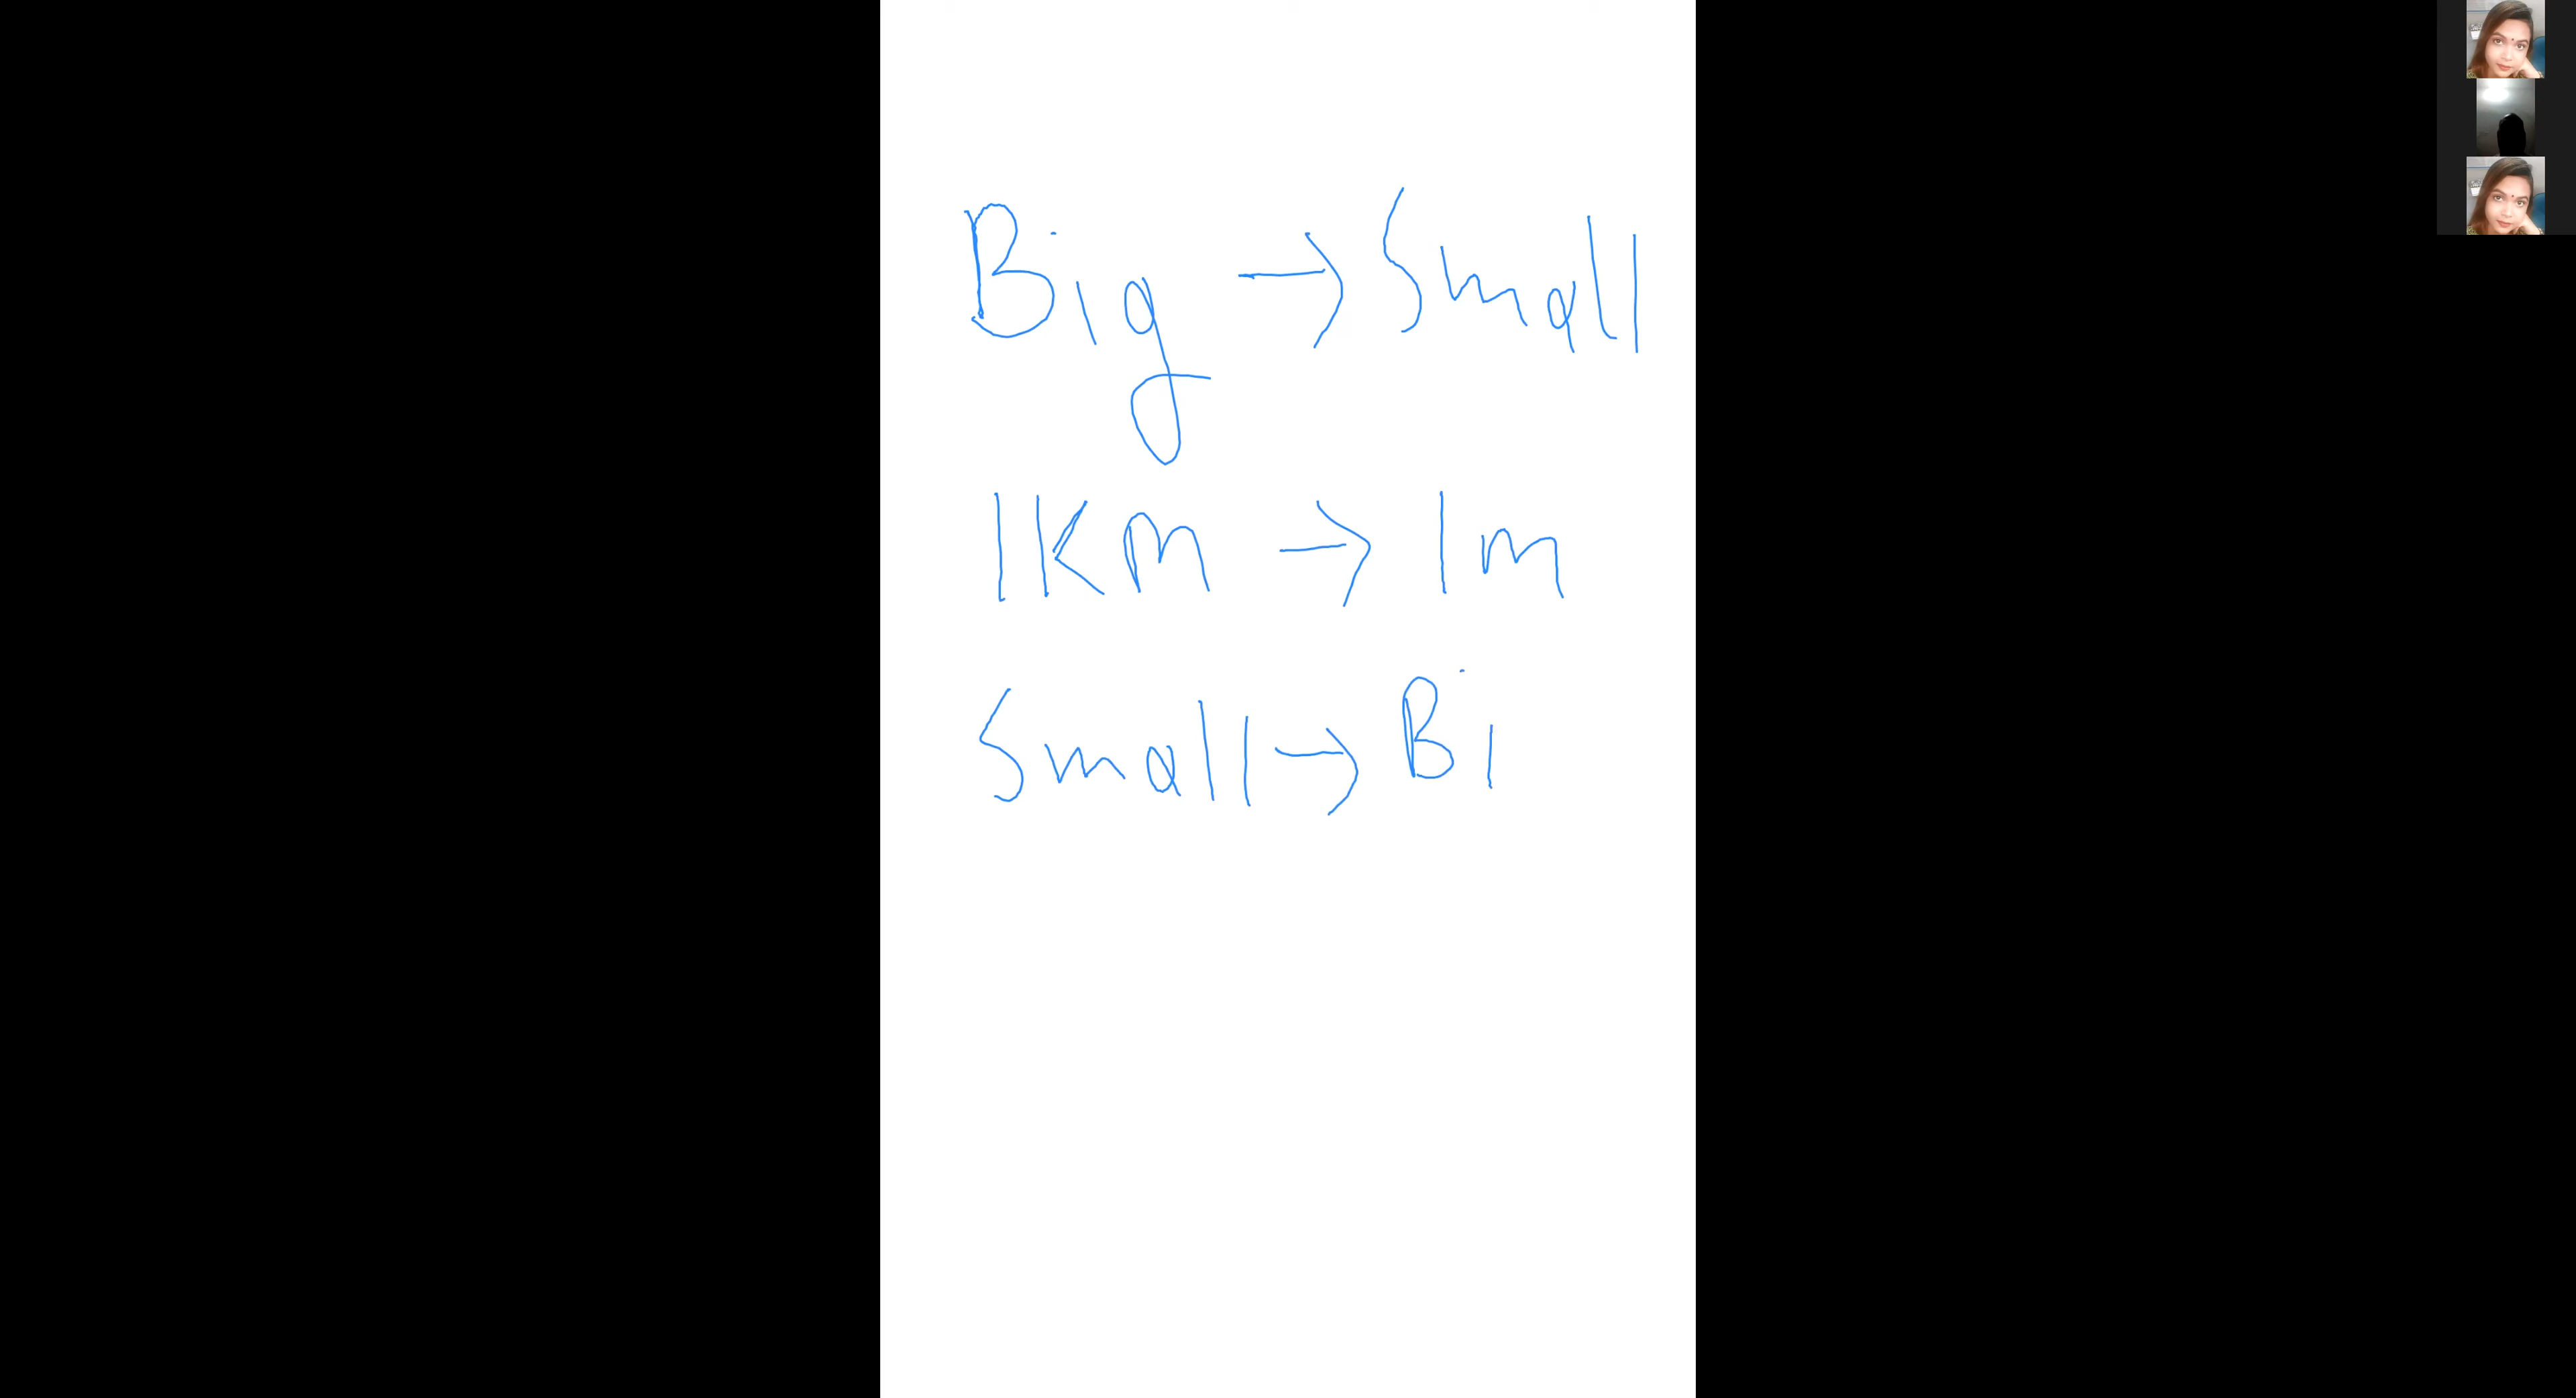 Big → Small
1Km → 1m
Small → Bi